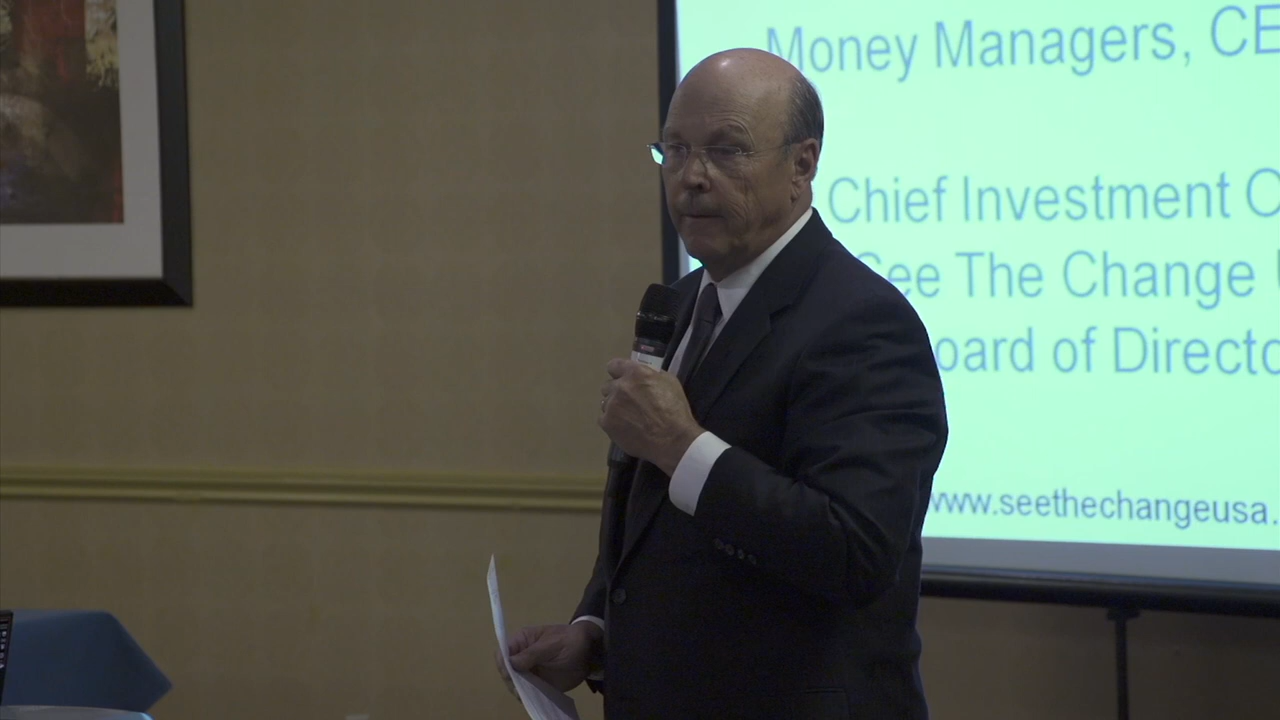 Money Managers, CE
Chief Investment O
See The Change
oard of Directo
www.seethechangeusa.